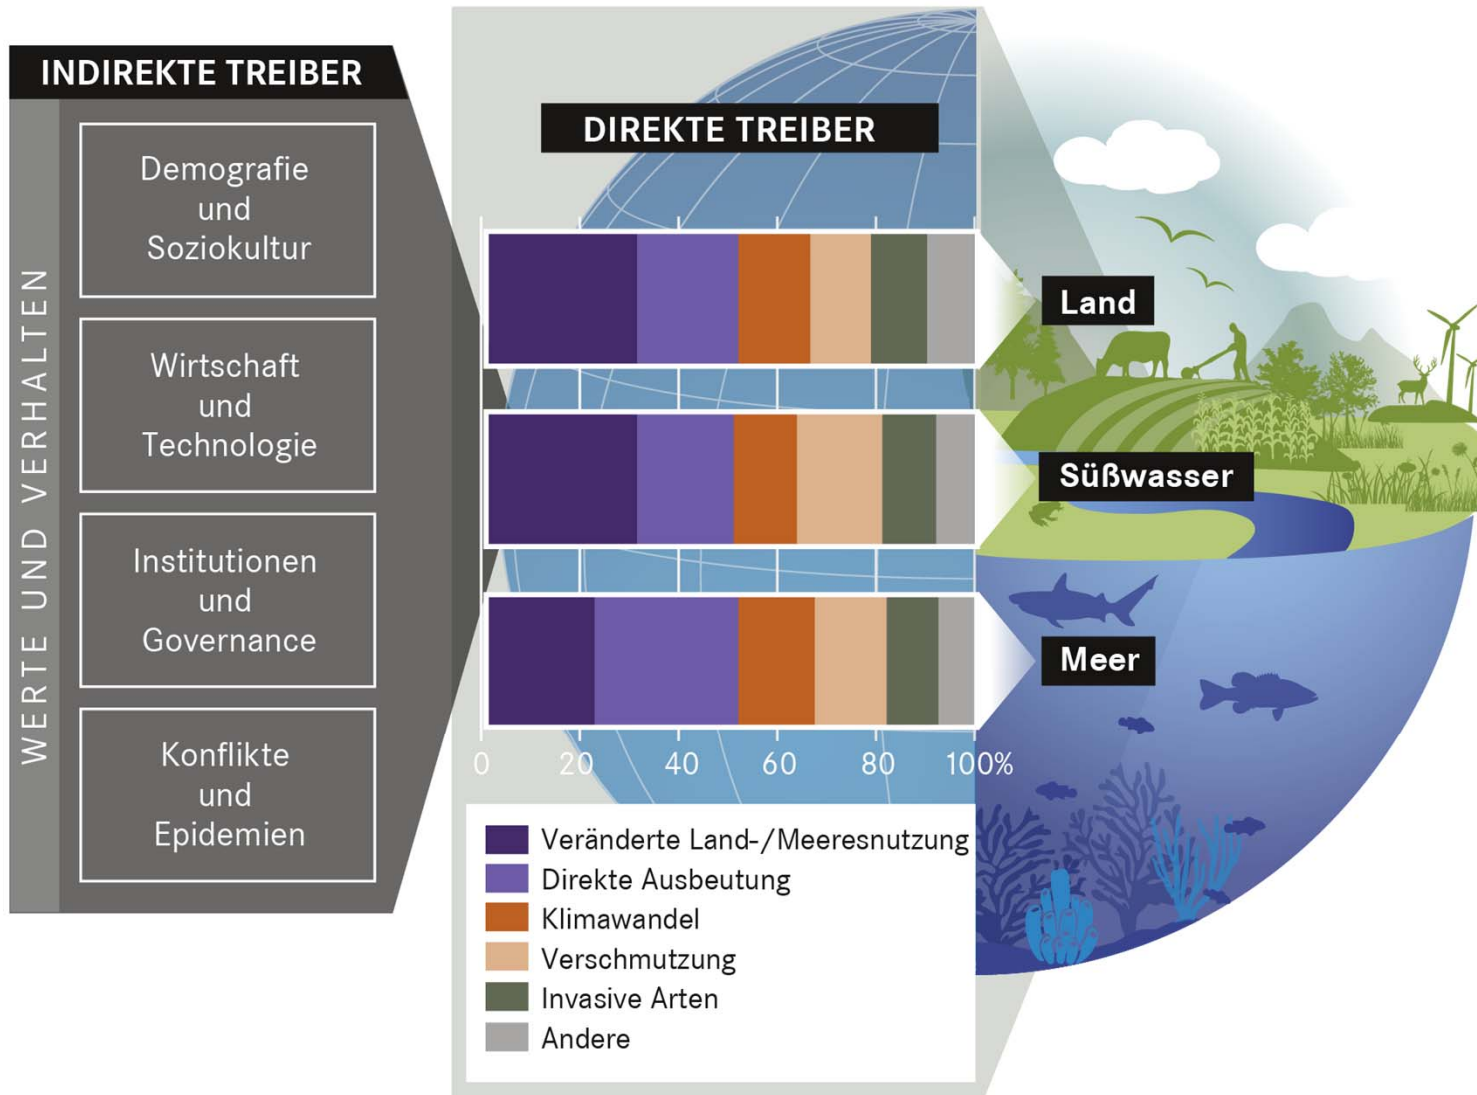 INDIREKTE TREIBER
WERTE UND VERHALTEN
Demografie
und
Soziokultur
Wirtschaft
und
Technologie
Institutionen
und
Governance
Konflikte
und
Epidemien
DIREKTE TREIBER
Land
Süßwasser
Meer
0 20 40 60 80 100%
Veränderte Land-/Meeresnutzung
Direkte Ausbeutung
Klimawandel
Verschmutzung
Invasive Arten
Andere